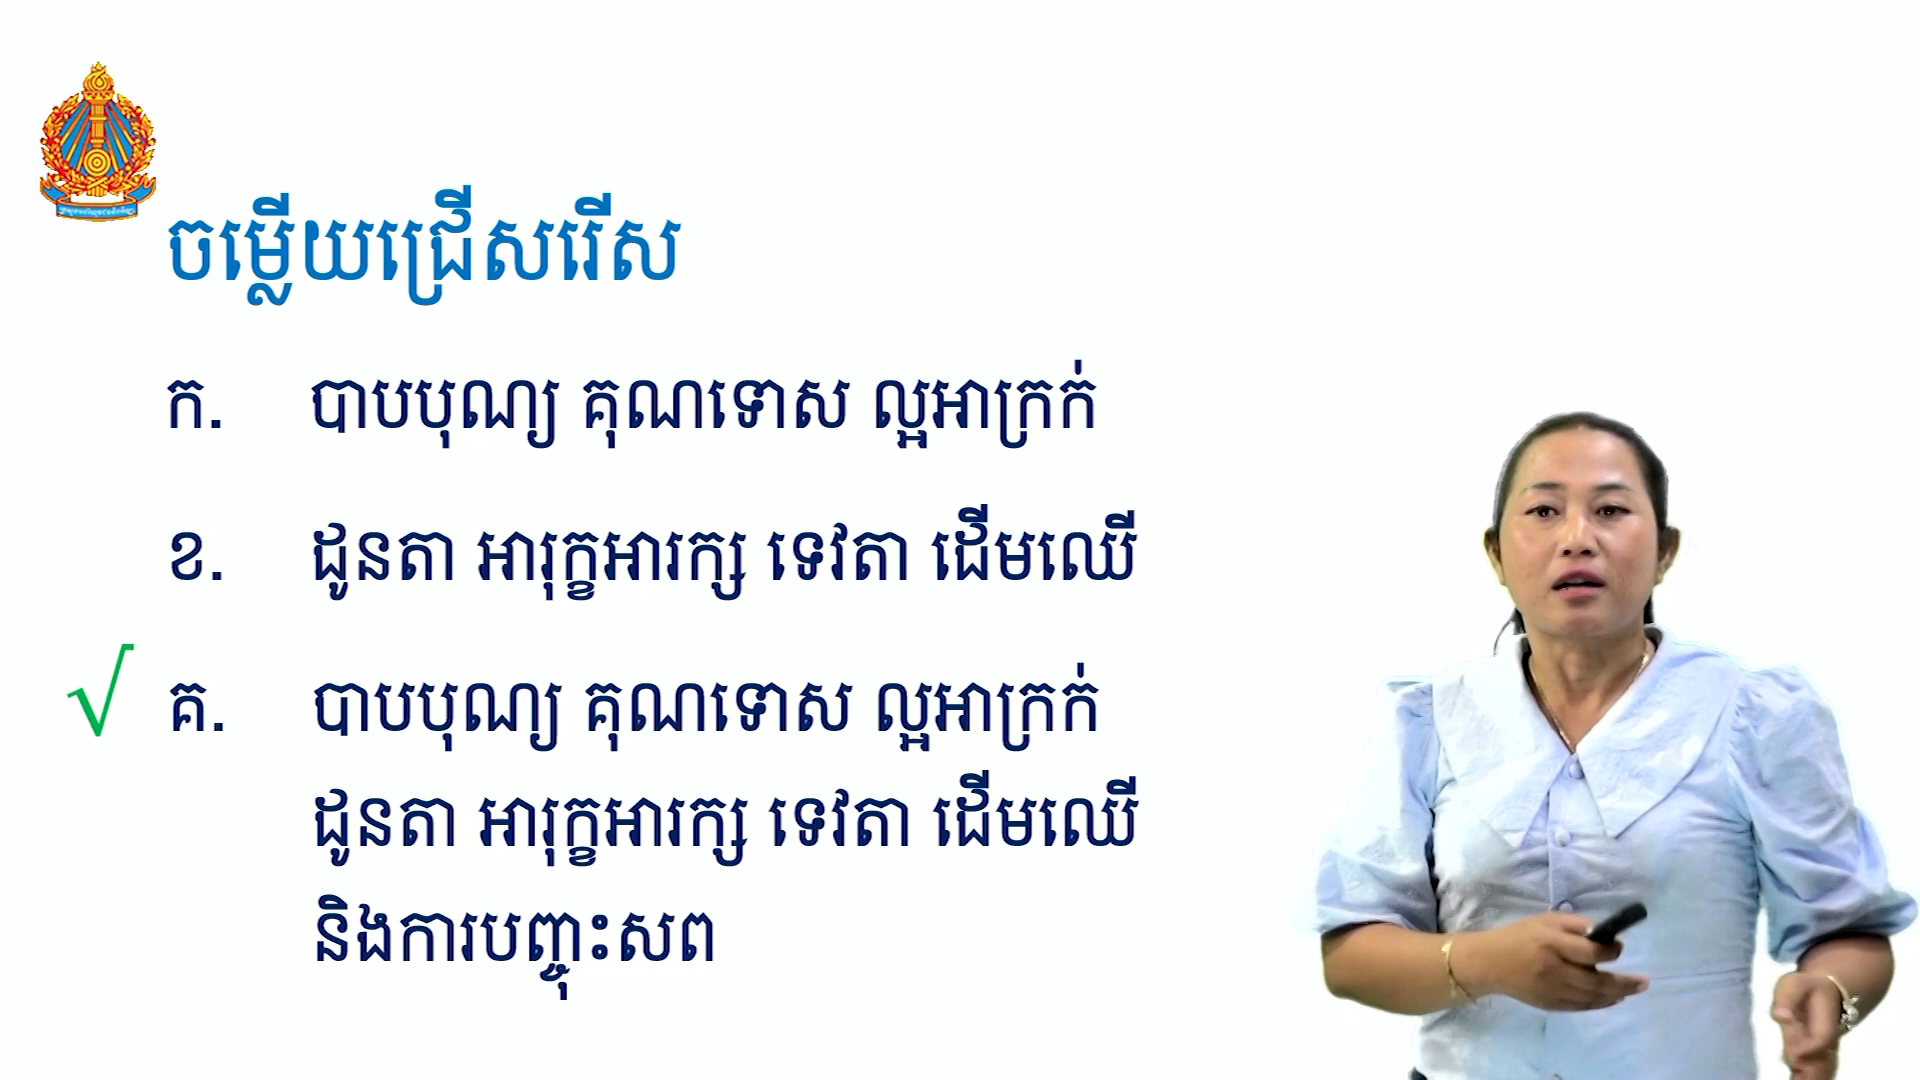 ចម្លើយជ្រើសរើស
ក. បាបបុណ្យ គុណទោស ល្អអាក្រក់
ខ. ដូនតា អារុក្ខអារក្ស ទេវតា ដើមឈើ
√ គ. បាបបុណ្យ គុណទោស ល្អអាក្រក់
ដូនតា អារុក្ខអារក្ស ទេវតា ដើមឈើ
និងការបញ្ចុះសព